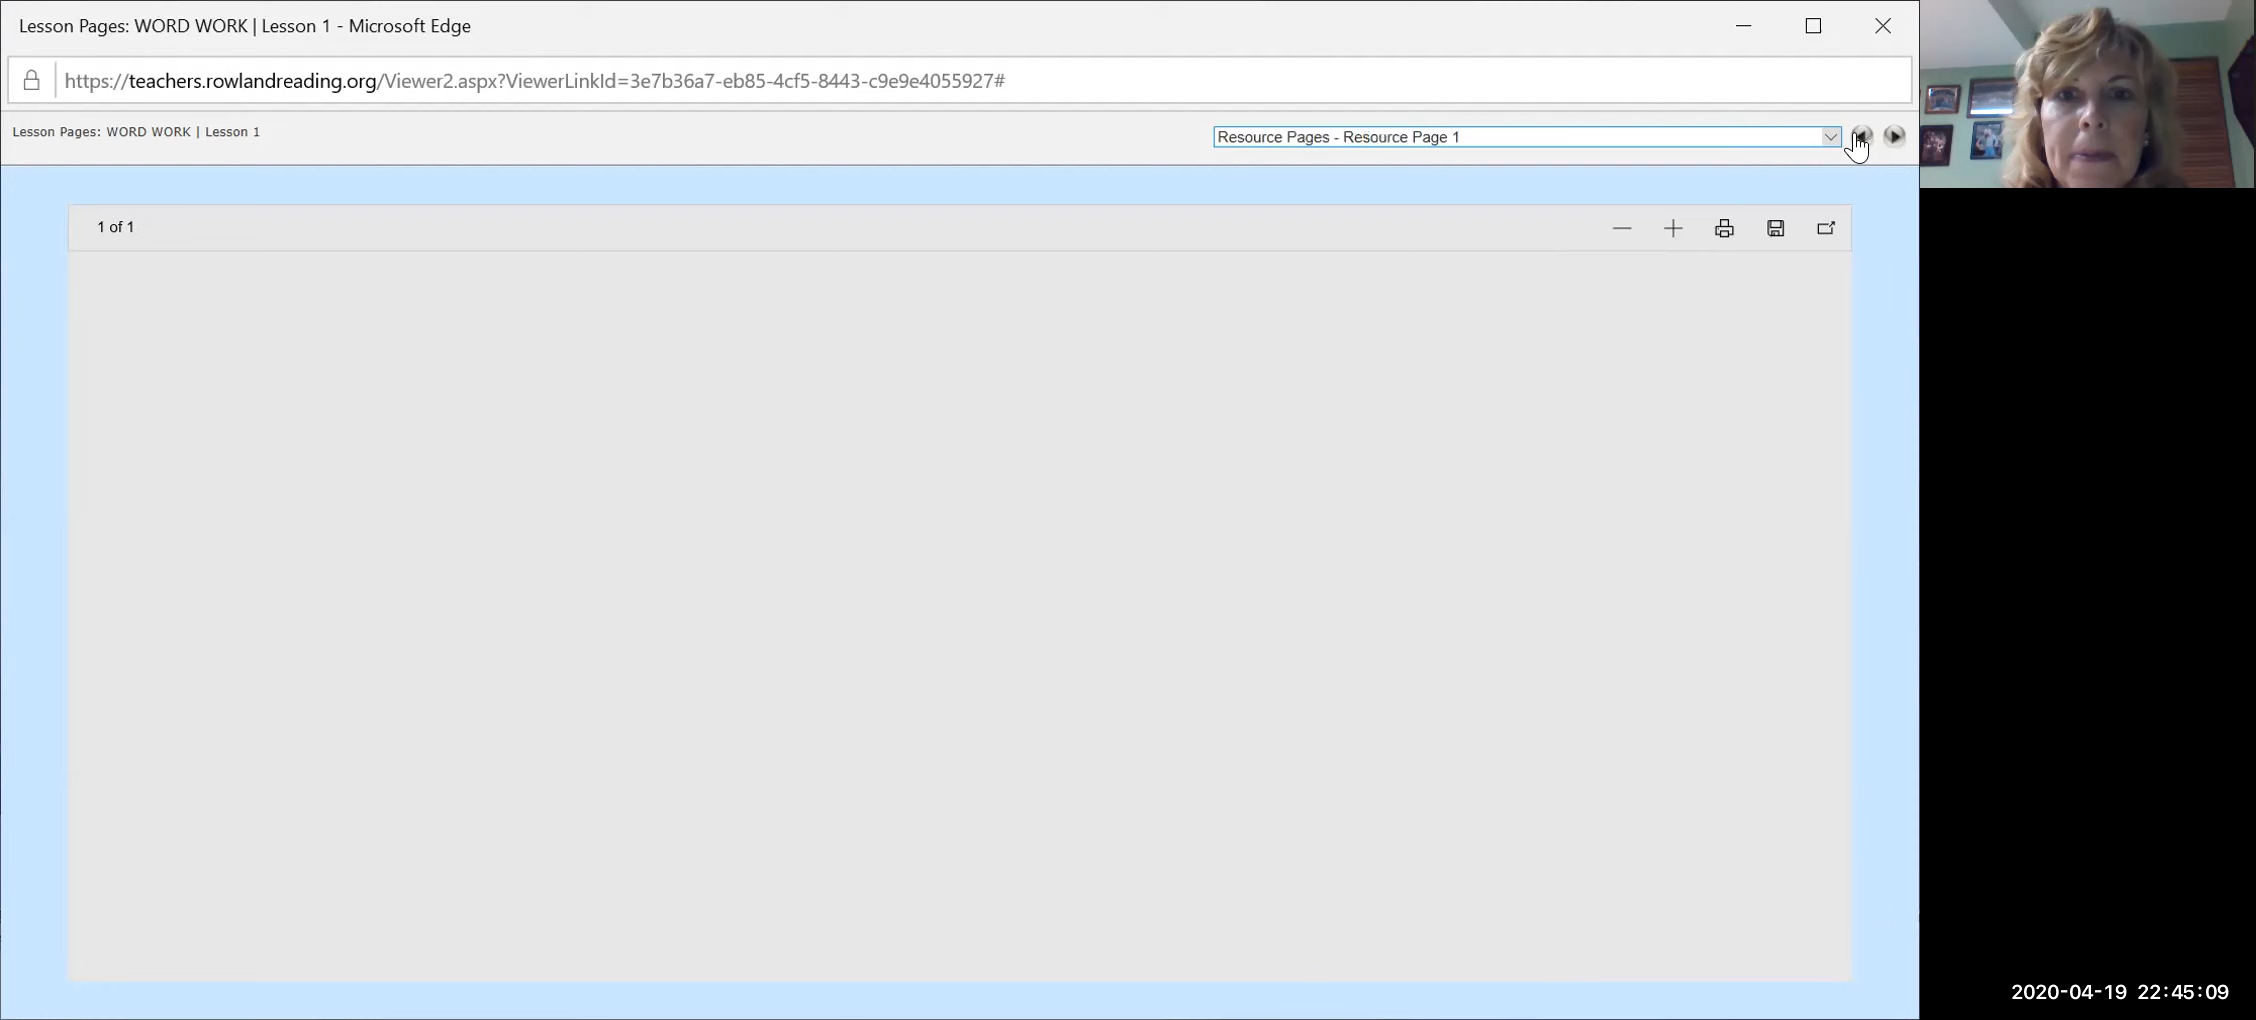 Lesson Pages: WORD WORK | Lesson 1 - Microsoft Edge
https://teachers.rowlandreading.org/Viewer2.aspx?ViewerLinkId=3e7b36a7-eb85-4cf5-8443-c9e9e4055927#
Lesson Pages: WORD WORK | Lesson 1
Resource Pages - Resource Page 1
1 of 1
2020-04-19 22:45:09